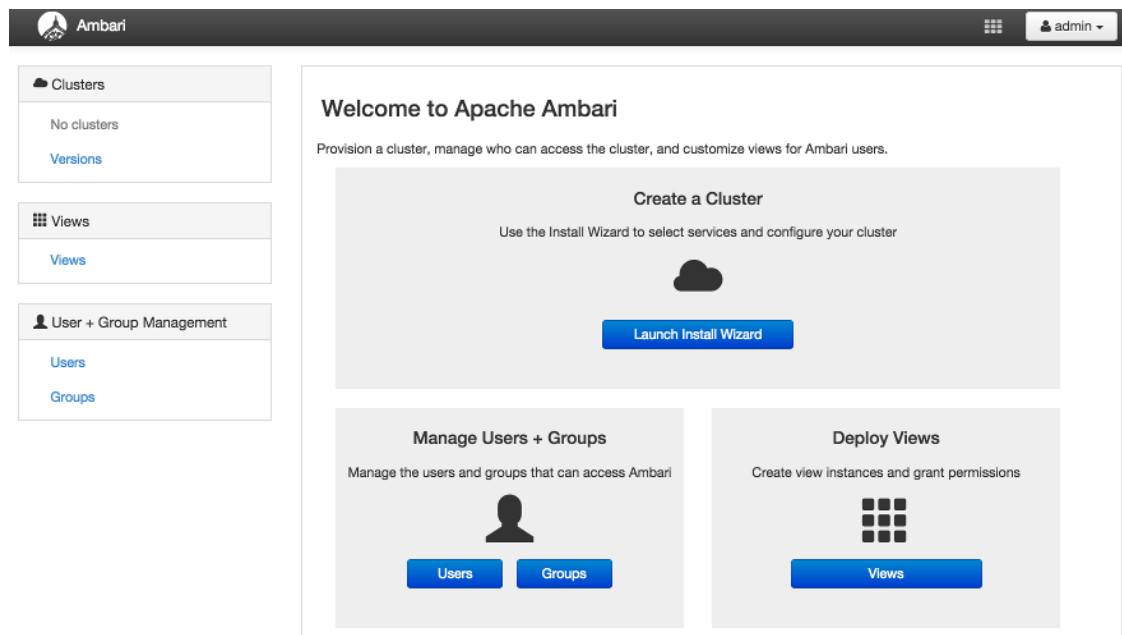 Ambari
admin
Clusters
No clusters
Versions
Views
Views
User + Group Management
Users
Groups
Welcome to Apache Ambari
Provision a cluster, manage who can access the cluster, and customize views for Ambari users.
Create a Cluster
Use the Install Wizard to select services and configure your cluster
Launch Install Wizard
Manage Users + Groups
Manage the users and groups that can access Ambari
Users
Groups
Deploy Views
Create view instances and grant permissions
Views